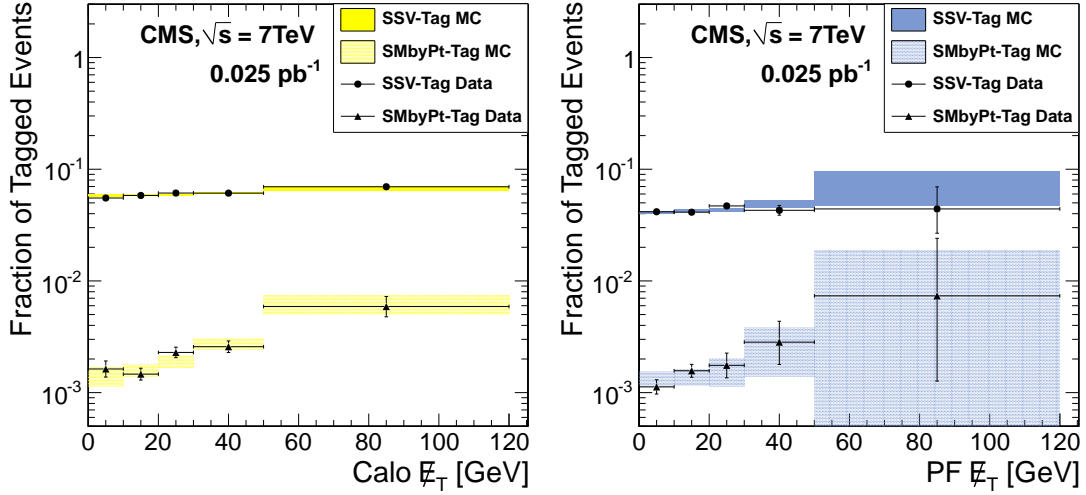 Fraction of Tagged Events
CMS, √s = 7TeV
0.025 pb⁻¹
SSV-Tag MC
SMbyPt-Tag MC
SSV-Tag Data
SMbyPt-Tag Data
1
10⁻¹
10⁻²
10⁻³
0 20 40 60 80 100 120
Calo E̸_T [GeV]
Fraction of Tagged Events
CMS, √s = 7TeV
0.025 pb⁻¹
SSV-Tag MC
SMbyPt-Tag MC
SSV-Tag Data
SMbyPt-Tag Data
1
10⁻¹
10⁻²
10⁻³
0 20 40 60 80 100 120
PF E̸_T [GeV]